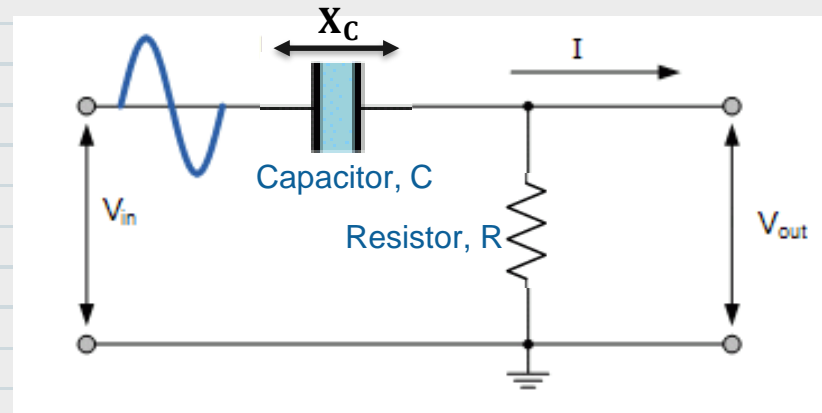 X_C
I
Capacitor, C
V_in
Resistor, R
V_out